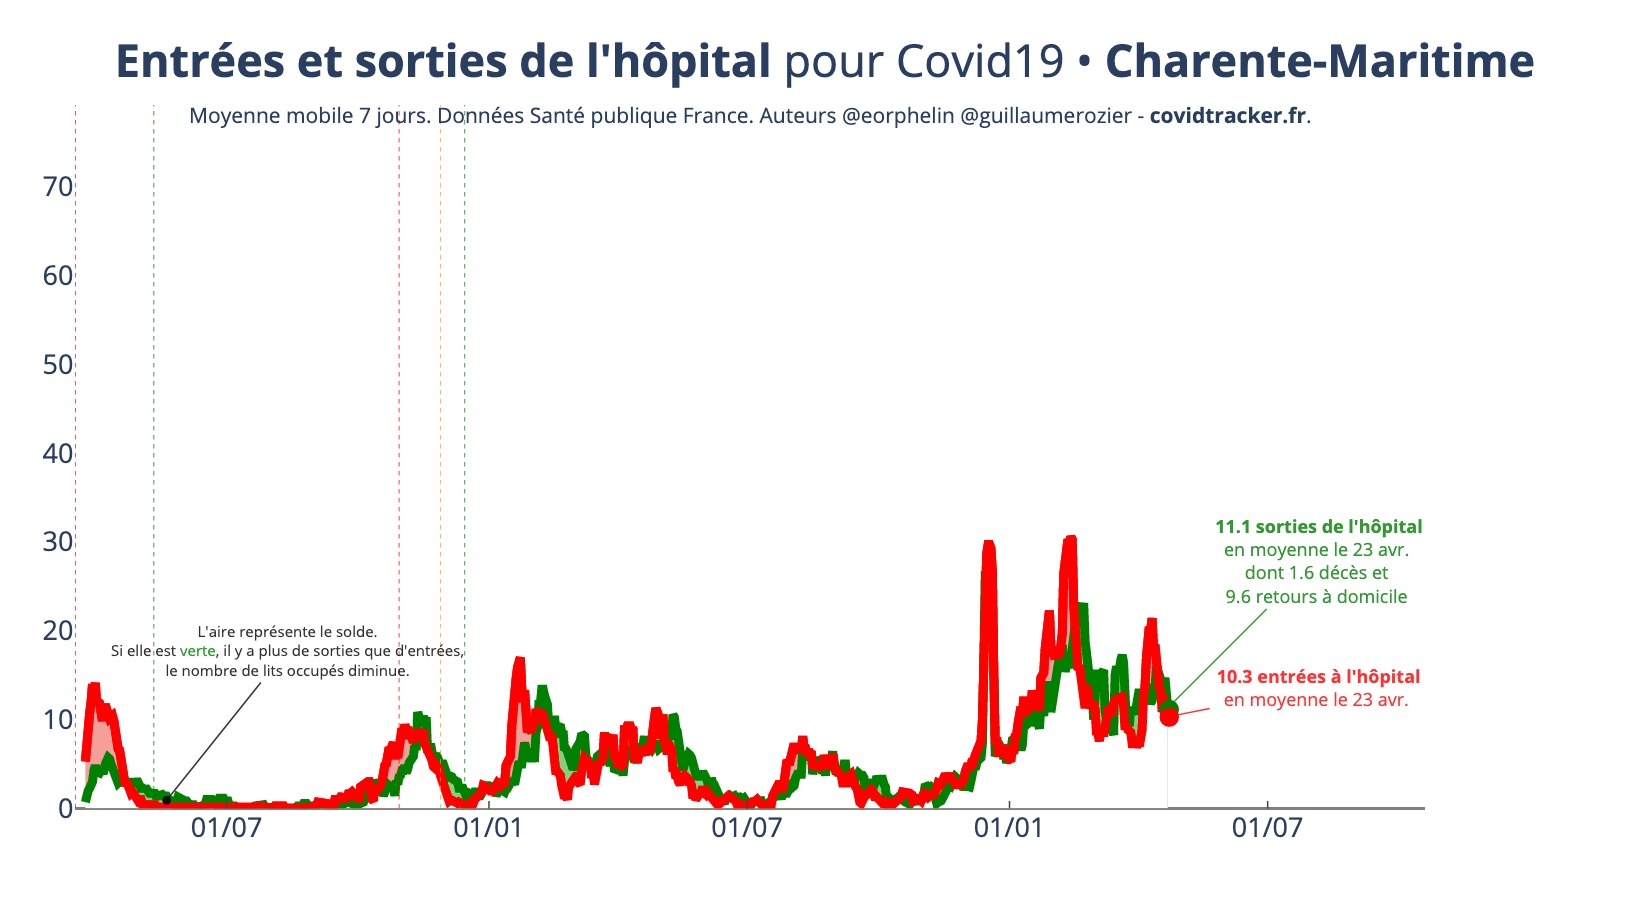 Entrées et sorties de l'hôpital pour Covid19 • Charente-Maritime
Moyenne mobile 7 jours. Données Santé publique France. Auteurs @eorphelin @guillaumerozier - covidtracker.fr.
70
60
50
40
30
20
10
0
L'aire représente le solde.
Si elle est verte, il y a plus de sorties que d'entrées,
le nombre de lits occupés diminue.
11.1 sorties de l'hôpital
en moyenne le 23 avr.
dont 1.6 décès et
9.6 retours à domicile
10.3 entrées à l'hôpital
en moyenne le 23 avr.
01/07
01/01
01/07
01/01
01/07